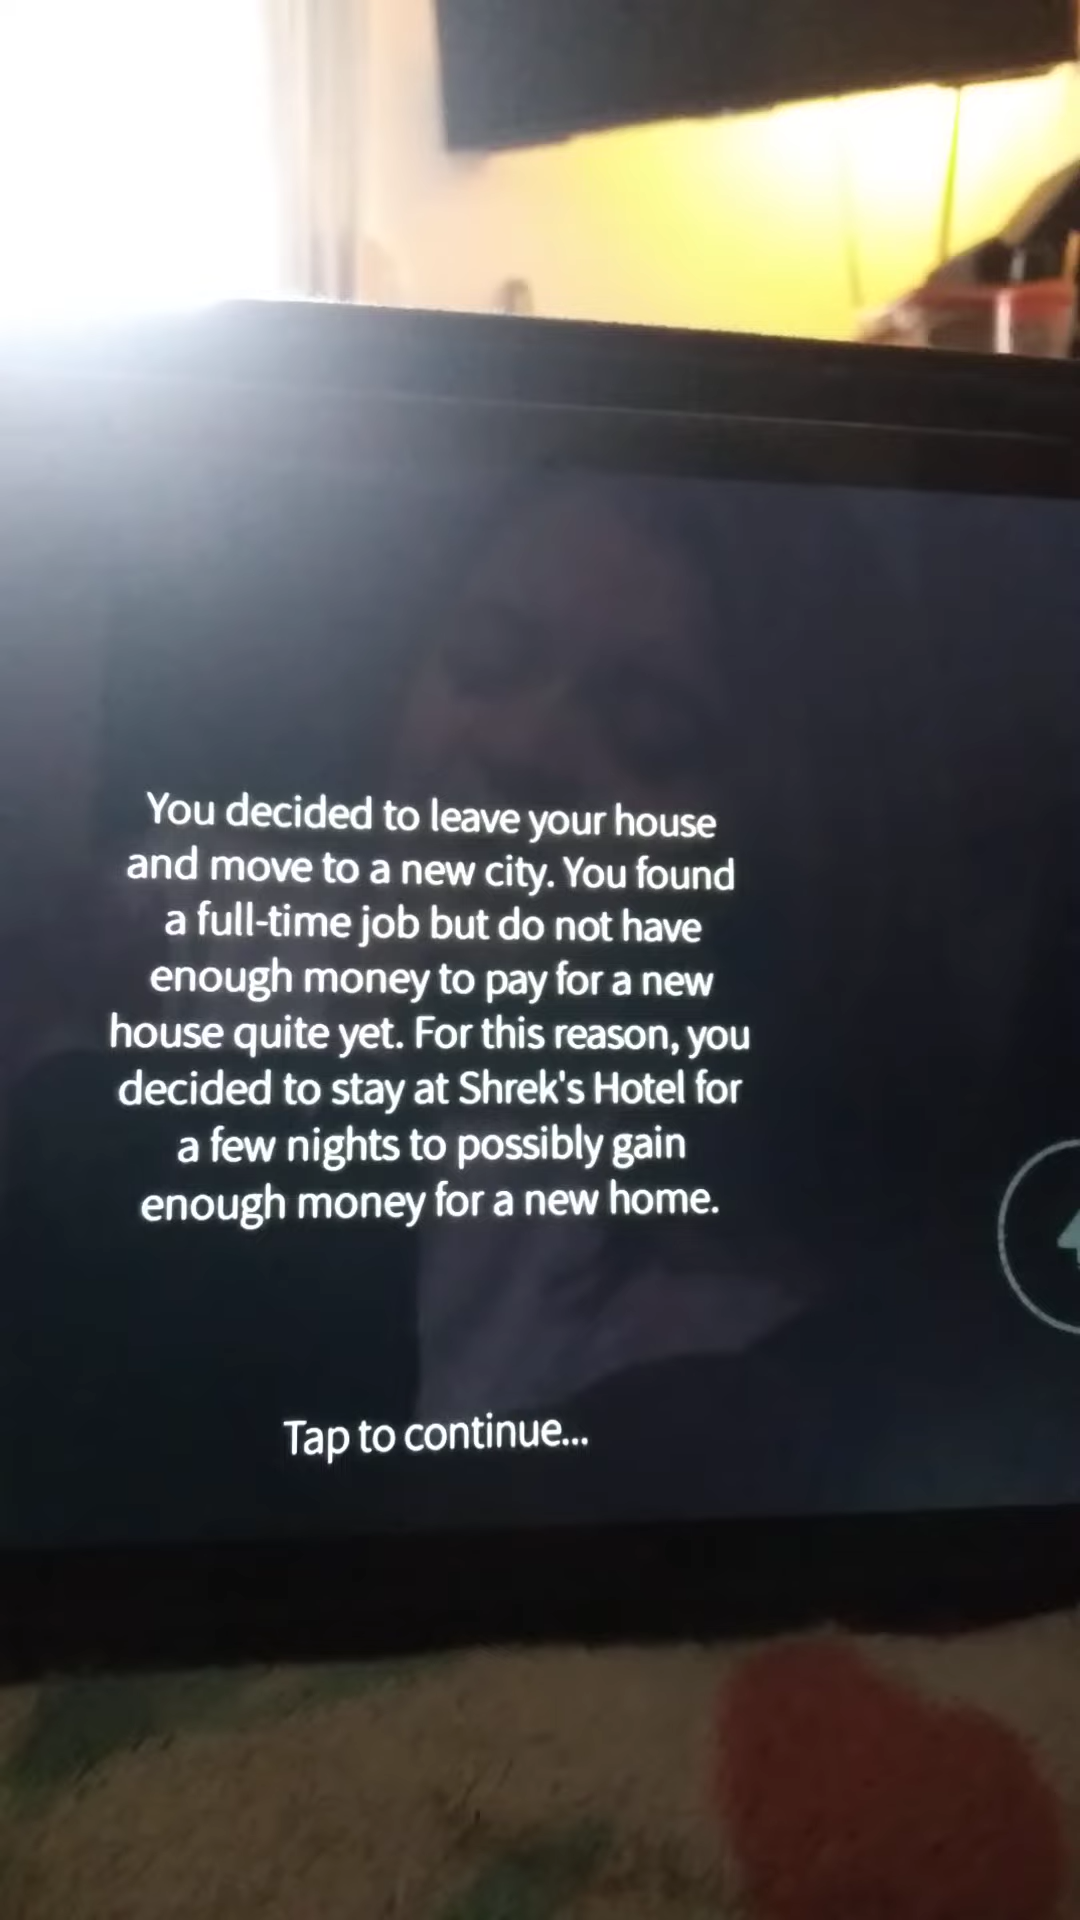 You decided to leave your house
and move to a new city. You found
a full-time job but do not have
enough money to pay for a new
house quite yet. For this reason, you
decided to stay at Shrek's Hotel for
a few nights to possibly gain
enough money for a new home.
Tap to continue...